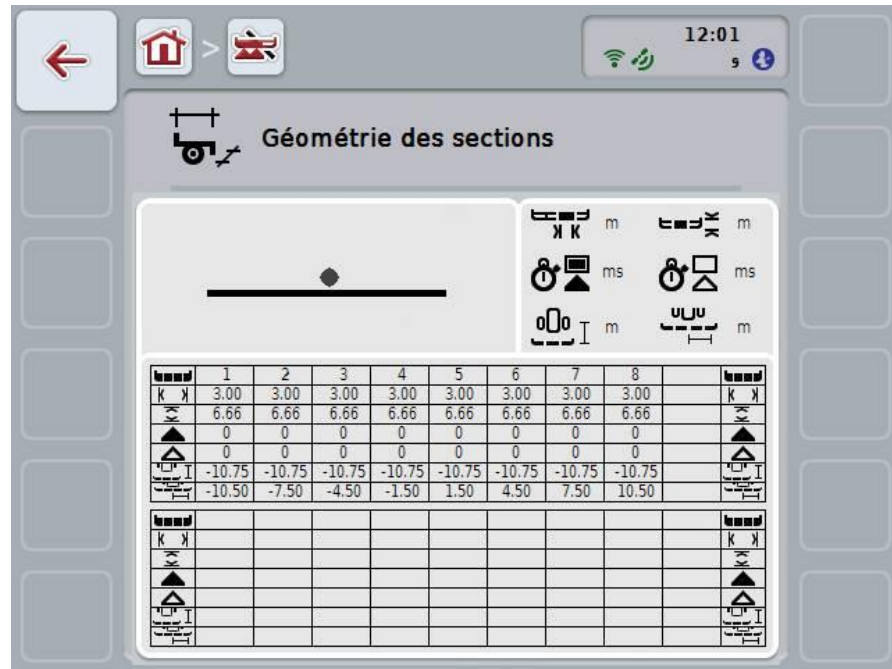 12:01
>
9
Géométrie des sections
m m
ms ms
m m
1 2 3 4 5 6 7 8
3.00 3.00 3.00 3.00 3.00 3.00 3.00 3.00
6.66 6.66 6.66 6.66 6.66 6.66 6.66 6.66
0 0 0 0 0 0 0 0
0 0 0 0 0 0 0 0
-10.75 -10.75 -10.75 -10.75 -10.75 -10.75 -10.75 -10.75
-10.50 -7.50 -4.50 -1.50 1.50 4.50 7.50 10.50